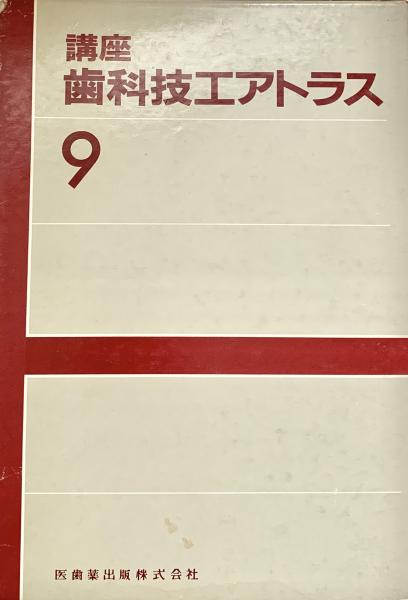 講座
歯科技工アトラス
9
医歯薬出版株式会社